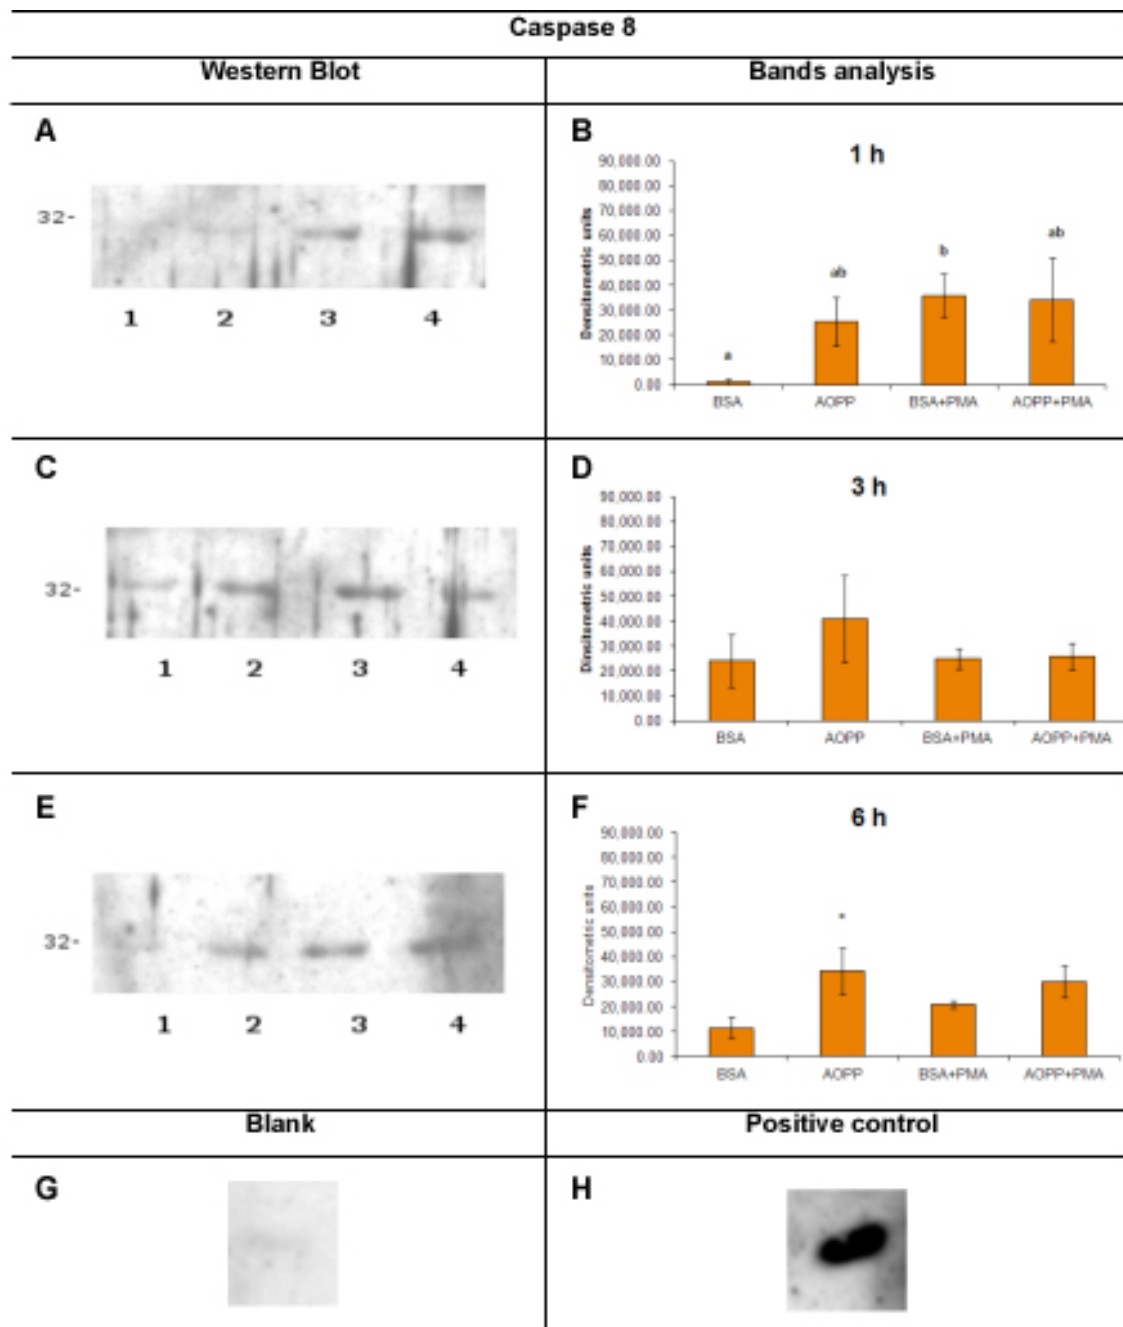 Caspase 8
Western Blot
Bands analysis
A
32-
1 2 3 4
B
1 h
Densitometric units
90,000.00
80,000.00
70,000.00
60,000.00
50,000.00
40,000.00
30,000.00
20,000.00
10,000.00
0.00
a
ab
b
ab
BSA AOPP BSA+PMA AOPP+PMA
C
32-
1 2 3 4
D
3 h
Dinsitometric units
90,000.00
80,000.00
70,000.00
60,000.00
50,000.00
40,000.00
30,000.00
20,000.00
10,000.00
0.00
BSA AOPP BSA+PMA AOPP+PMA
E
32-
1 2 3 4
F
6 h
Densitometric units
90,000.00
80,000.00
70,000.00
60,000.00
50,000.00
40,000.00
30,000.00
20,000.00
10,000.00
0.00
*
BSA AOPP BSA+PMA AOPP+PMA
Blank
Positive control
G
H